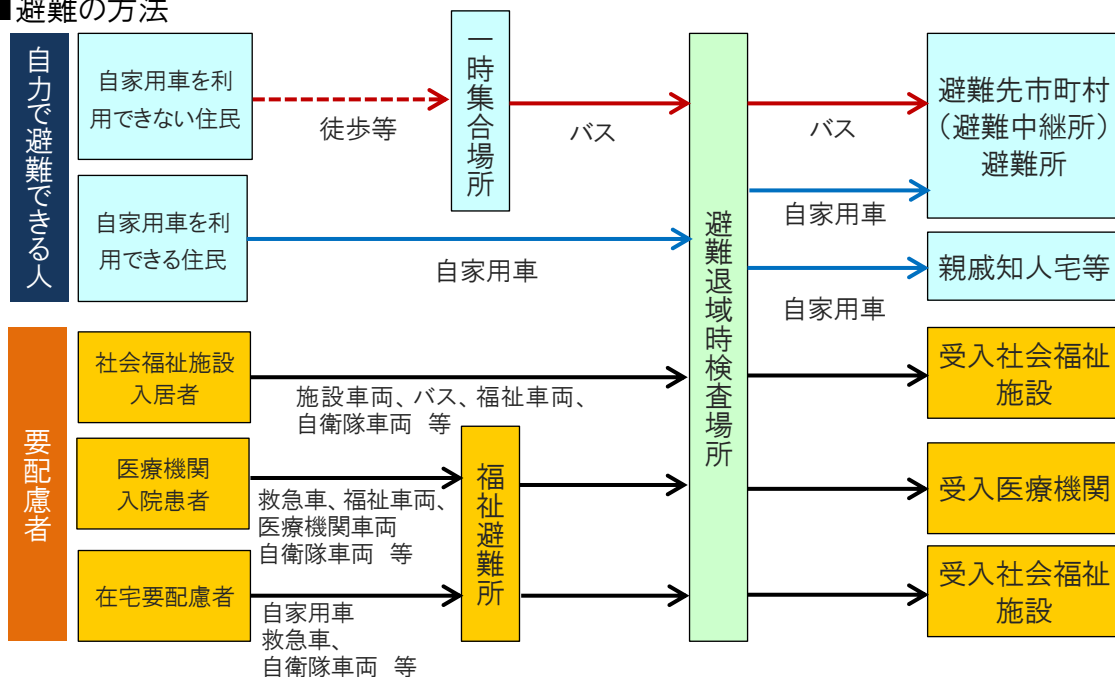 ■避難の方法
自力で避難できる人
自家用車を利
用できない住民
徒歩等
一時集合場所
バス
バス
避難先市町村
(避難中継所)
避難所
自家用車を利
用できる住民
自家用車
避難退域時検査場所
自家用車
自家用車
親戚知人宅等
要配慮者
社会福祉施設
入居者
施設車両、バス、福祉車両、
自衛隊車両 等
受入社会福祉
施設
医療機関
入院患者
救急車、福祉車両、
医療機関車両
自衛隊車両 等
福祉避難所
受入医療機関
在宅要配慮者
自家用車
救急車、
自衛隊車両 等
受入社会福祉
施設